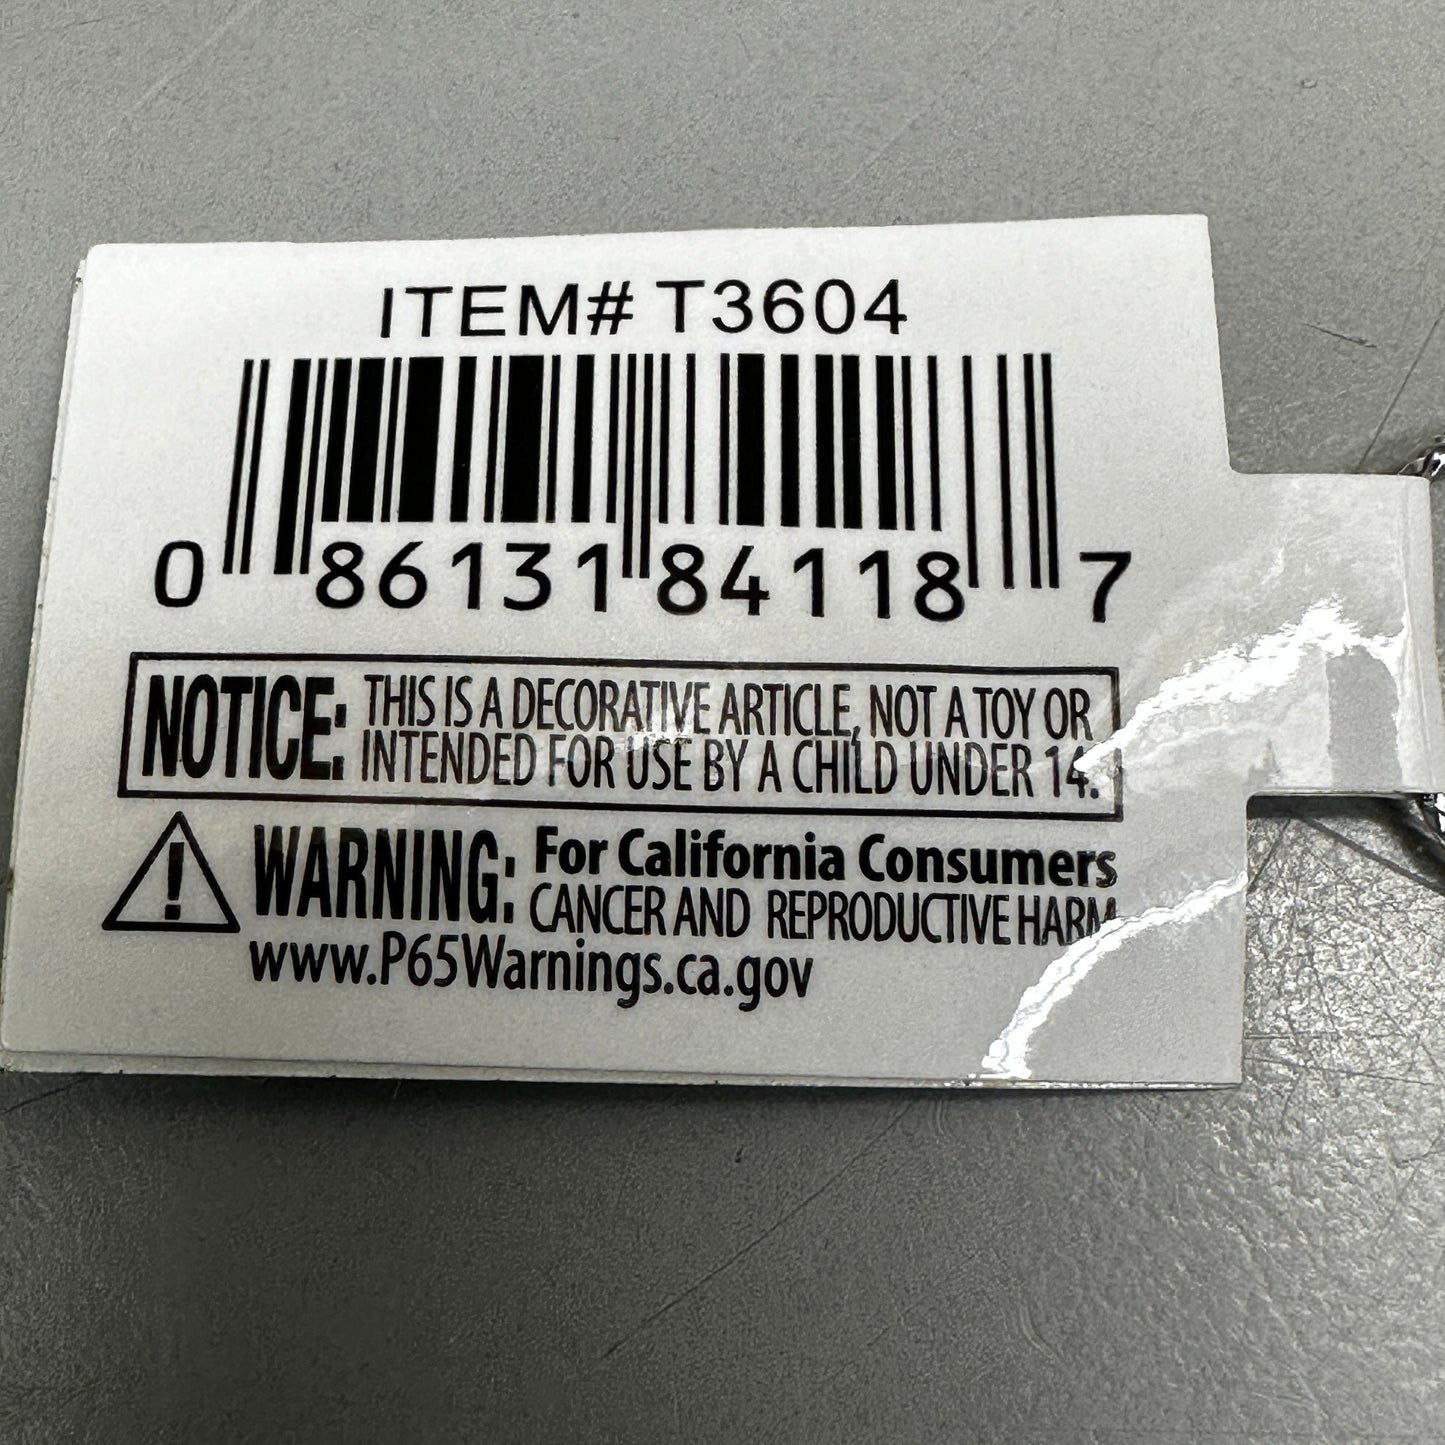 ITEM# T3604
0 86131 84118 7
NOTICE: THIS IS A DECORATIVE ARTICLE, NOT A TOY OR
INTENDED FOR USE BY A CHILD UNDER 14.
WARNING: For California Consumers
CANCER AND REPRODUCTIVE HARM
www.P65Warnings.ca.gov